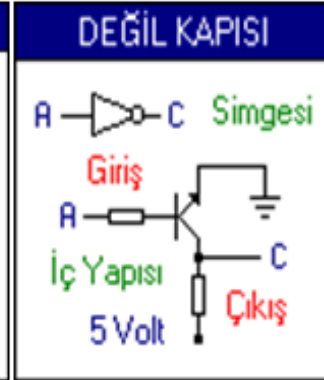 DEĞİL KAPISI
A C Simgesi
Giriş
A
C
İç Yapısı
Çıkış
5 Volt